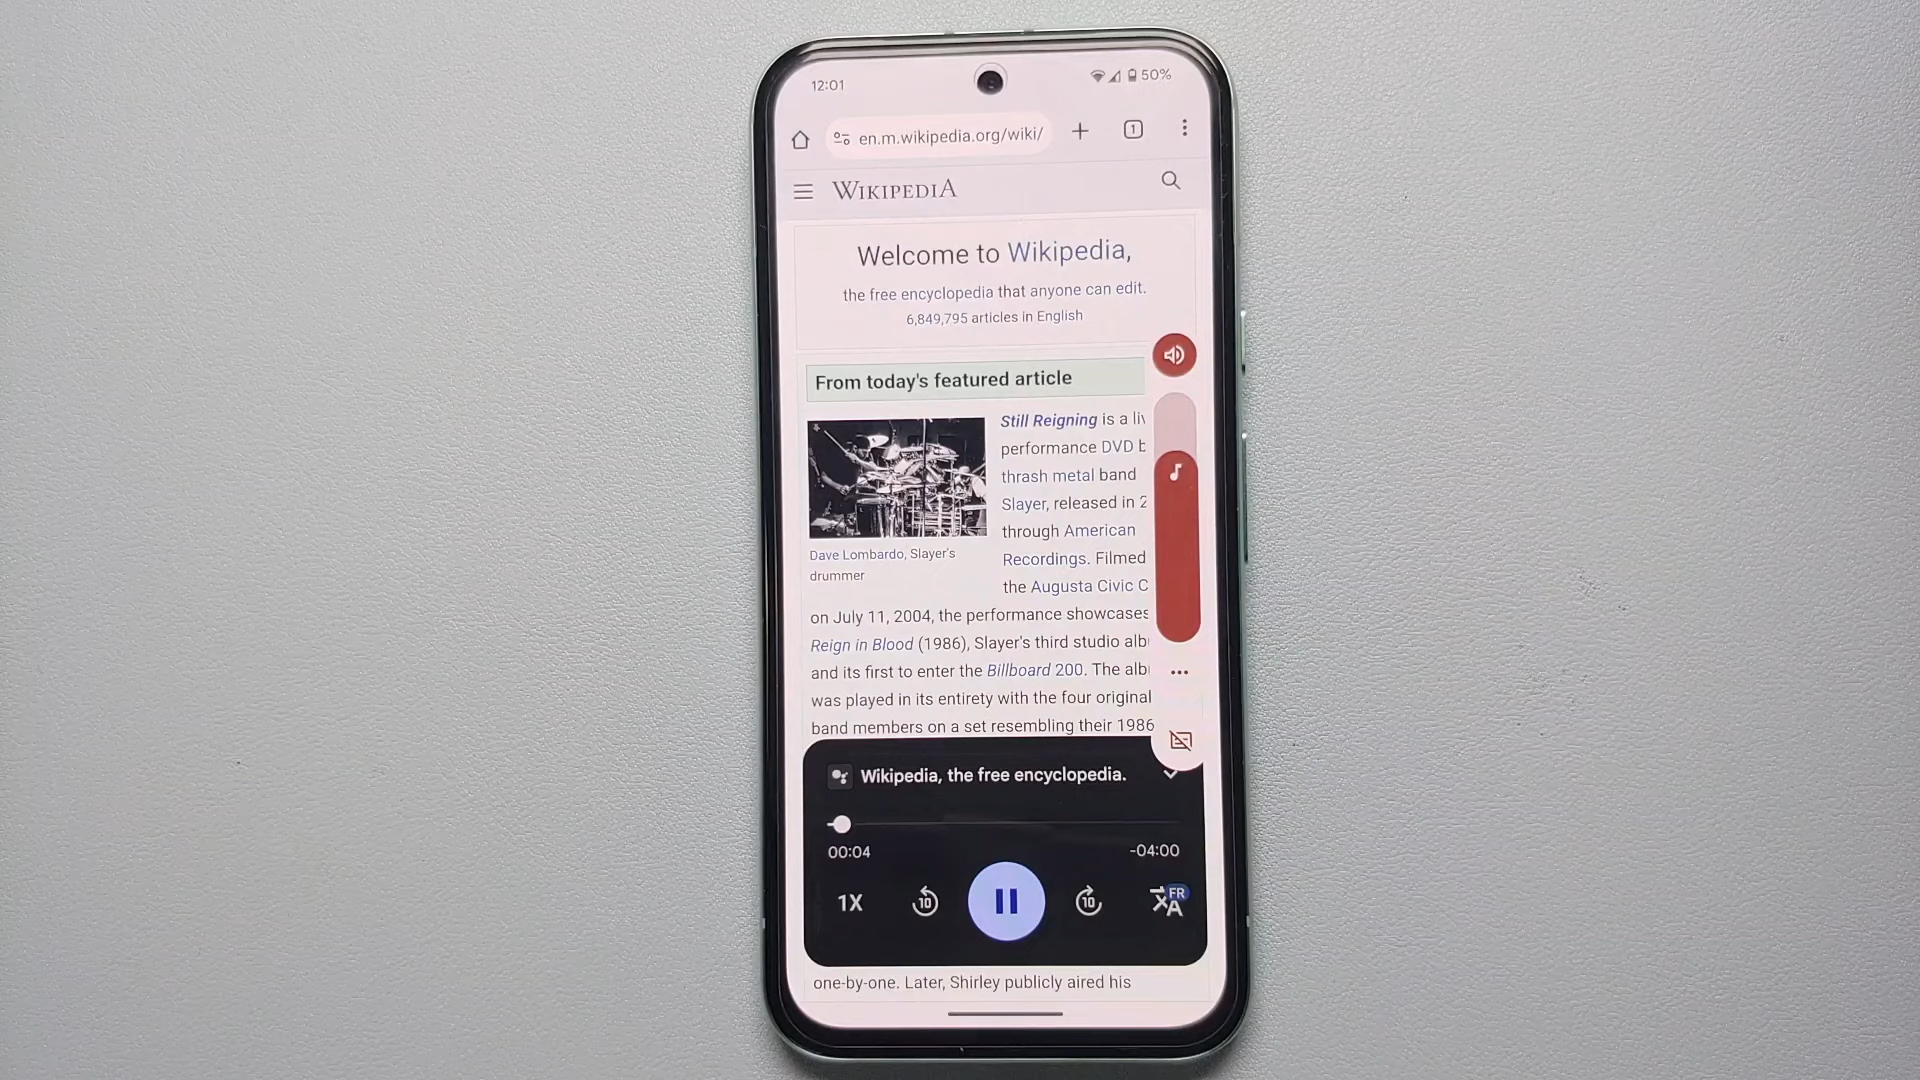 12:01
50%
en.m.wikipedia.org/wiki/
1
WIKIPEDIA
Welcome to Wikipedia,
the free encyclopedia that anyone can edit.
6,849,795 articles in English
From today's featured article
Still Reigning is a
performance DVD
thrash metal band
Slayer, released in
through American
Recordings. Filmed
the Augusta Civic
Dave Lombardo, Slayer's
drummer
on July 11, 2004, the performance showcases
Reign in Blood (1986), Slayer's third studio
and its first to enter the Billboard 200. The
was played in its entirety with the four original
band members on a set resembling their 1986
Wikipedia, the free encyclopedia.
00:04
-04:00
1X
10
10
FR
one-by-one. Later, Shirley publicly aired his